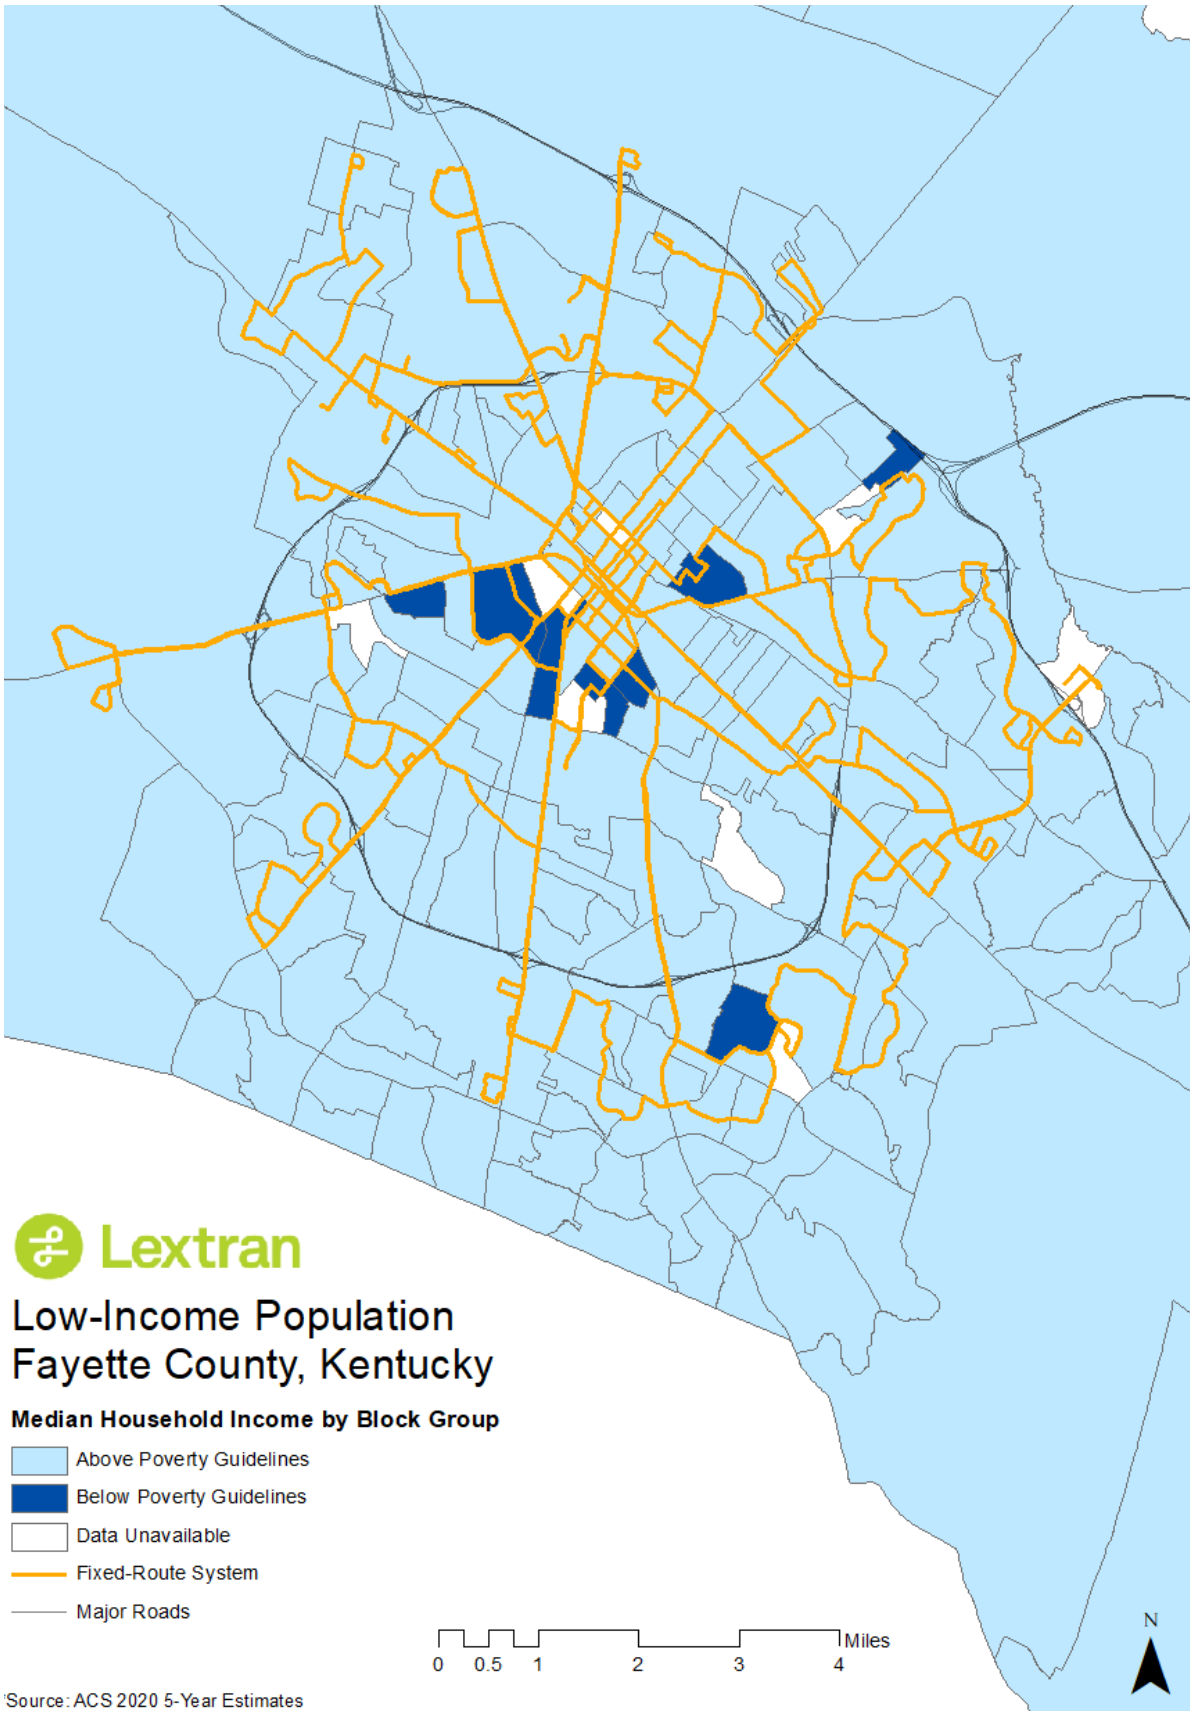 Lextran
Low-Income Population
Fayette County, Kentucky
Median Household Income by Block Group
Above Poverty Guidelines
Below Poverty Guidelines
Data Unavailable
Fixed-Route System
Major Roads
N
Miles
0 0.5 1 2 3 4
*Source: ACS 2020 5-Year Estimates